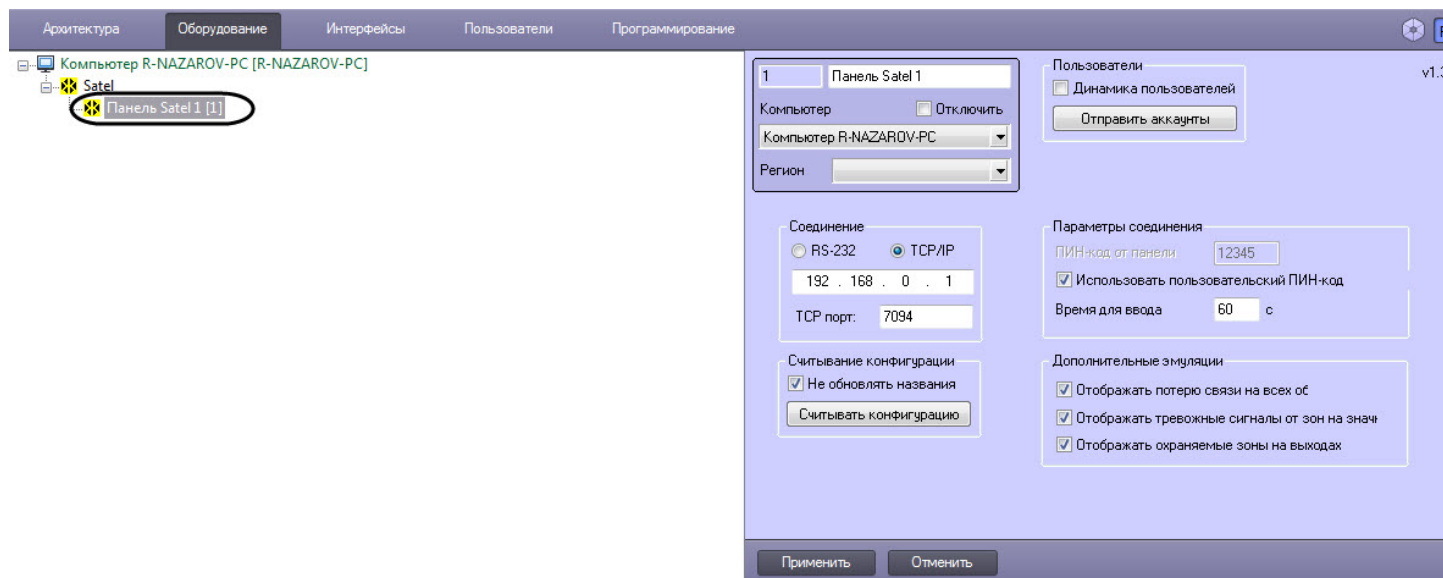 Архитектура
Оборудование
Интерфейсы
Пользователи
Программирование
Компьютер R-NAZAROV-PC [R-NAZAROV-PC]
Satel
Панель Satel 1 [1]
1
Панель Satel 1
Компьютер
Отключить
Компьютер R-NAZAROV-PC
Регион
Пользователи
Динамика пользователей
Отправить аккаунты
v1.3
Соединение
RS-232
TCP/IP
192 . 168 . 0 . 1
TCP порт:
7094
Параметры соединения
ПИН-код от панели
12345
Использовать пользовательский ПИН-код
Время для ввода
60
с
Считывание конфигурации
Не обновлять названия
Считывать конфигурацию
Дополнительные эмуляции
Отображать потерю связи на всех
Отображать тревожные сигналы от зон на
Отображать охраняемые зоны на выходах
Применить
Отменить